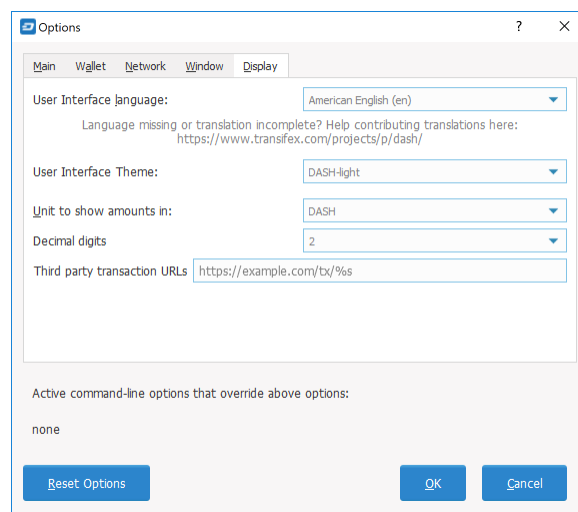 Options
?
Main Wallet Network Window Display
User Interface language: American English (en)
Language missing or translation incomplete? Help contributing translations here:
https://www.transifex.com/projects/p/dash/
User Interface Theme: DASH-light
Unit to show amounts in: DASH
Decimal digits 2
Third party transaction URLs https://example.com/tx/%s
Active command-line options that override above options:
none
Reset Options OK Cancel